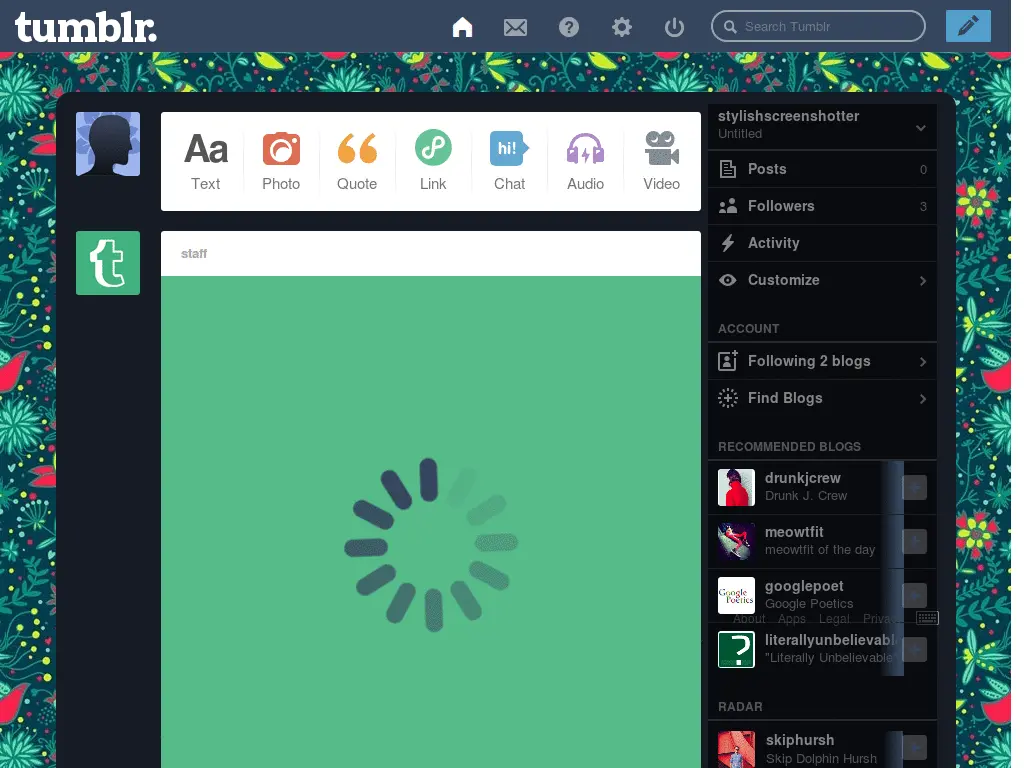 tumblr.
Search Tumblr
Aa
Text
Photo
Quote
Link
hi!
Chat
Audio
Video
staff
stylishscreenshotter
Untitled
Posts 0
Followers 3
Activity
Customize
ACCOUNT
Following 2 blogs
Find Blogs
RECOMMENDED BLOGS
drunkjcrew
Drunk J. Crew
meowtfit
meowtfit of the day
Google
Poetics
googlepoet
Google Poetics
About Apps Legal
literallyunbelievabl
"Literally Unbelievable"
RADAR
skiphursh
Skip Dolphin Hursh